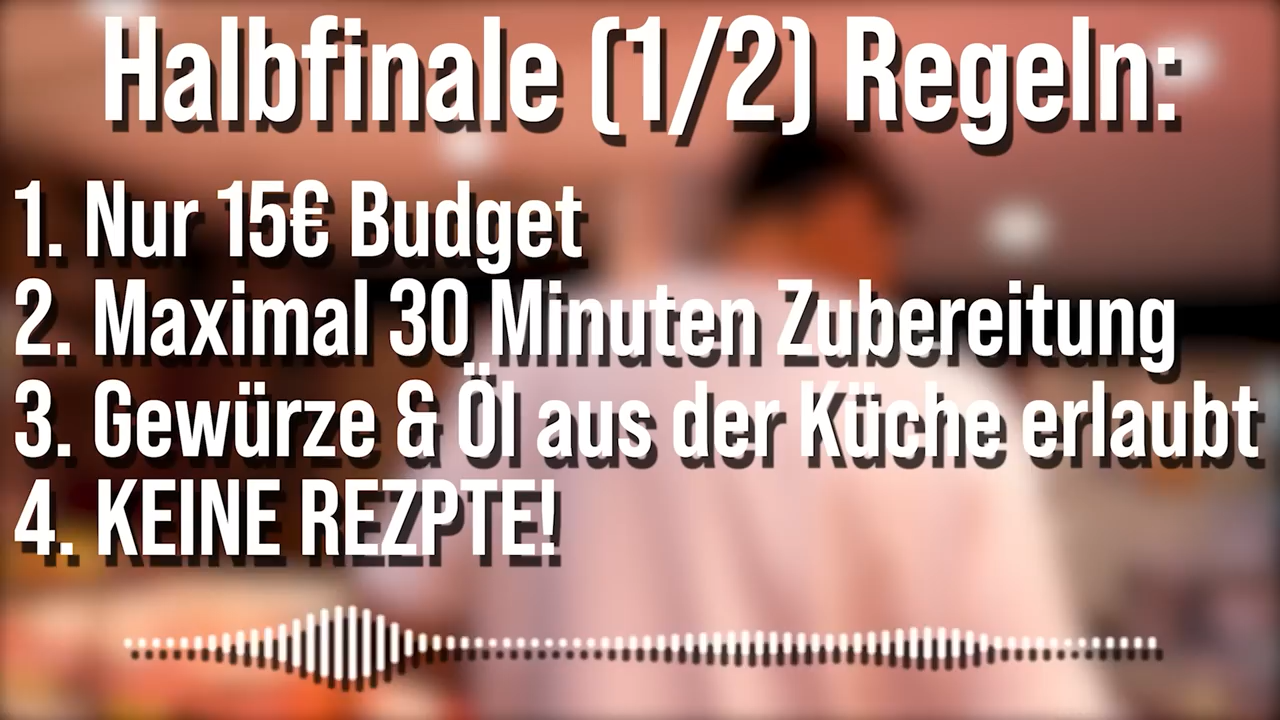 Halbfinale (1/2) Regeln:
1. Nur 15€ Budget
2. Maximal 30 Minuten Zubereitung
3. Gewürze & Öl aus der Küche erlaubt
4. KEINE REZPTE!